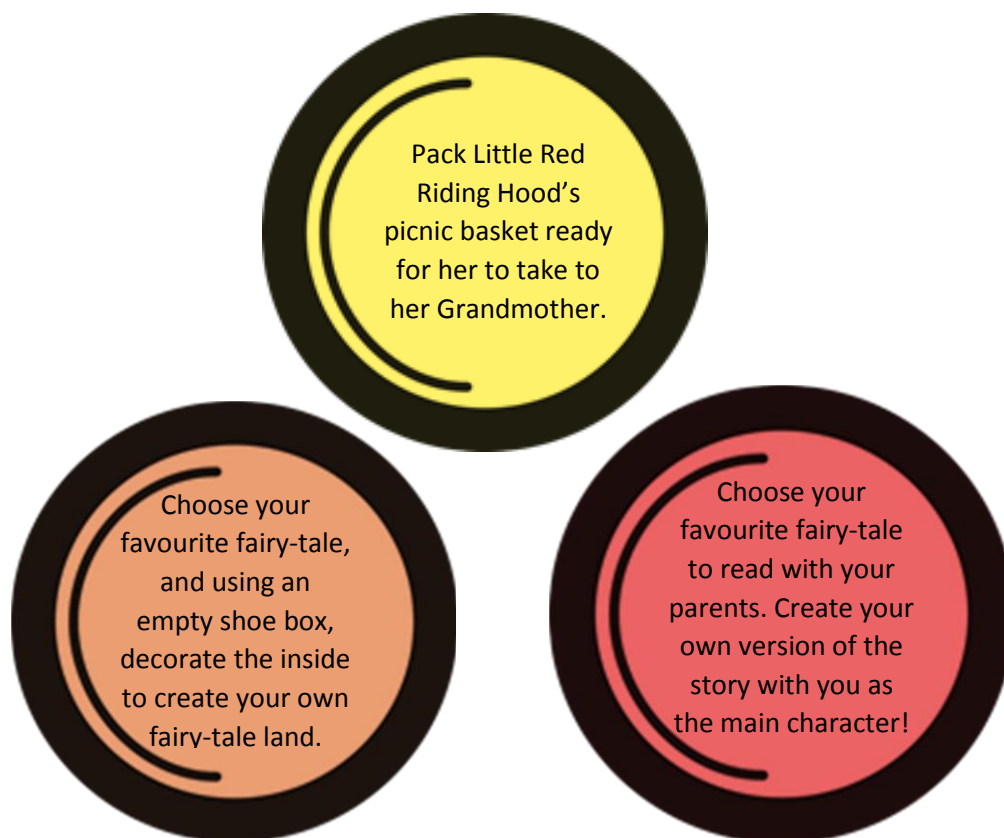 Pack Little Red
Riding Hood’s
picnic basket ready
for her to take to
her Grandmother.
Choose your
favourite fairy-tale,
and using an
empty shoe box,
decorate the inside
to create your own
fairy-tale land.
Choose your
favourite fairy-tale
to read with your
parents. Create your
own version of the
story with you as
the main character!